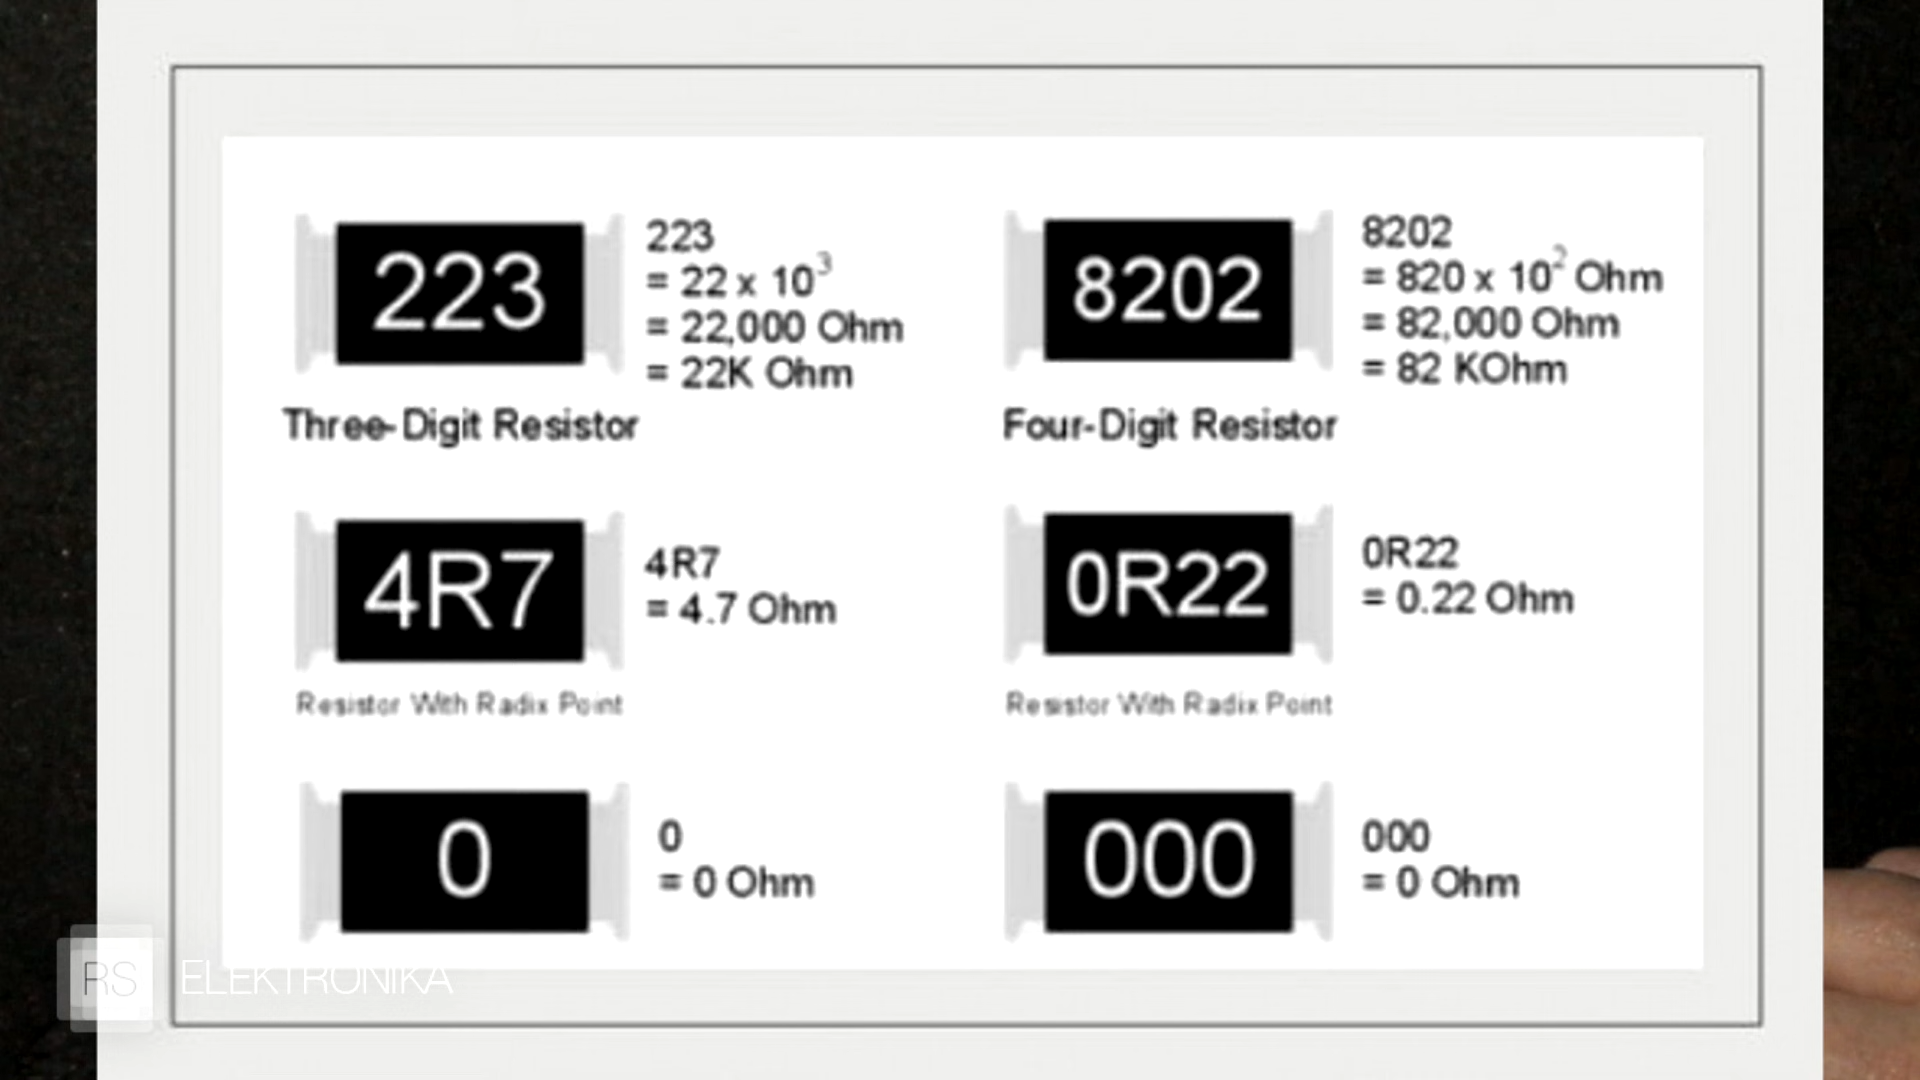 223
223
= 22 x 10³
= 22,000 Ohm
= 22K Ohm
Three-Digit Resistor
8202
8202
= 820 x 10² Ohm
= 82,000 Ohm
= 82 KOhm
Four-Digit Resistor
4R7
4R7
= 4.7 Ohm
Resistor With Radix Point
0R22
0R22
= 0.22 Ohm
Resistor With Radix Point
0
0
= 0 Ohm
000
000
= 0 Ohm
RS ELEKTRONIKA